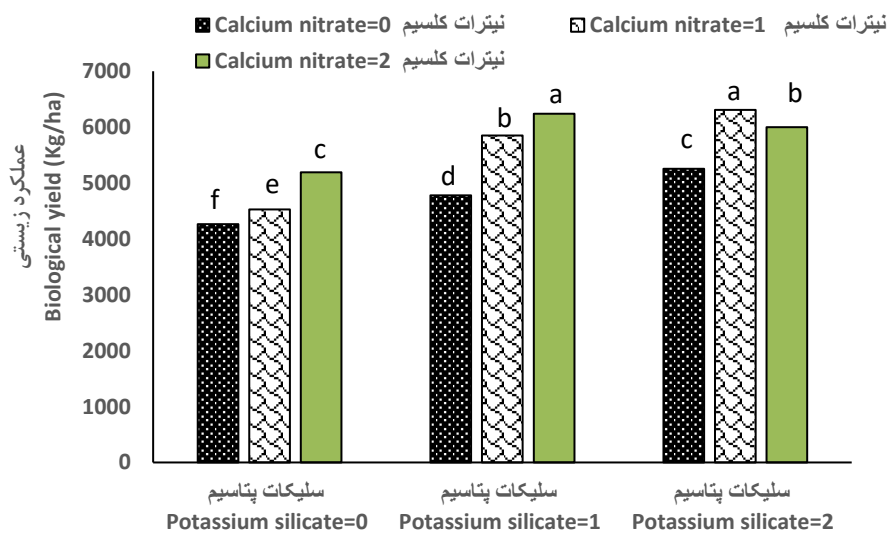 Calcium nitrate=0 نیترات کلسیم
Calcium nitrate=1 نیترات کلسیم
Calcium nitrate=2 نیترات کلسیم
عملکرد زیستی
Biological yield (Kg/ha)
7000
6000
5000
4000
3000
2000
1000
0
f
e
c
d
b
a
c
a
b
سلیکات پتاسیم
Potassium silicate=0
سلیکات پتاسیم
Potassium silicate=1
سلیکات پتاسیم
Potassium silicate=2